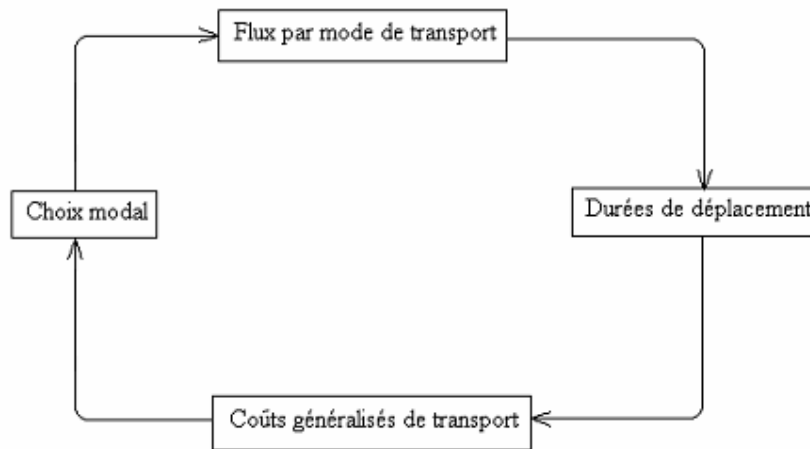 Flux par mode de transport
Choix modal
Durées de déplacement
Coûts généralisés de transport